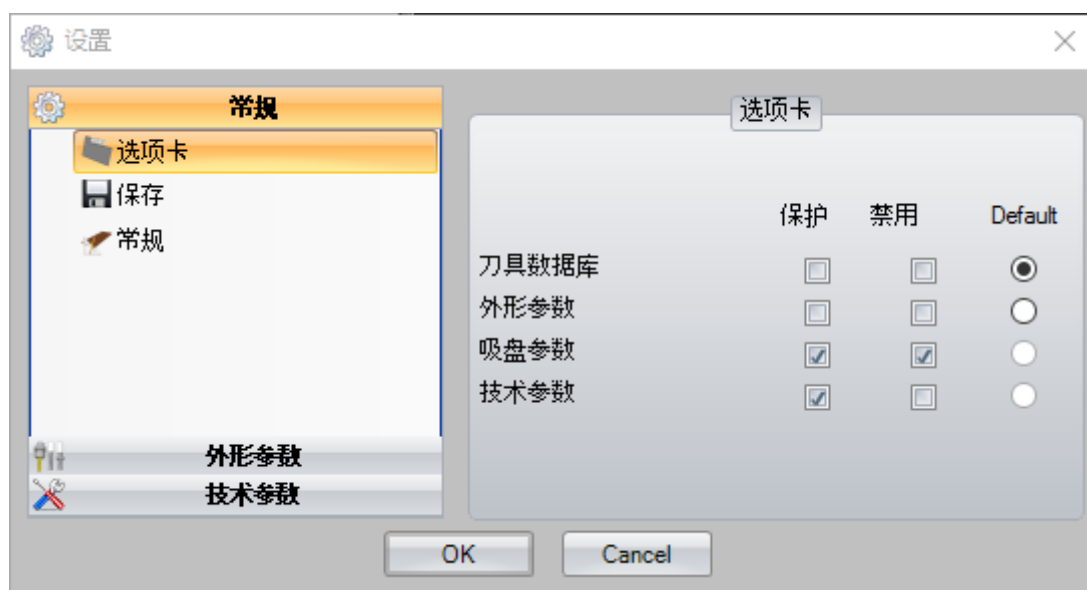 设置
常规
选项卡
保存
常规
外形参数
技术参数
选项卡
保护 禁用 Default
刀具数据库
外形参数
吸盘参数
技术参数
OK Cancel